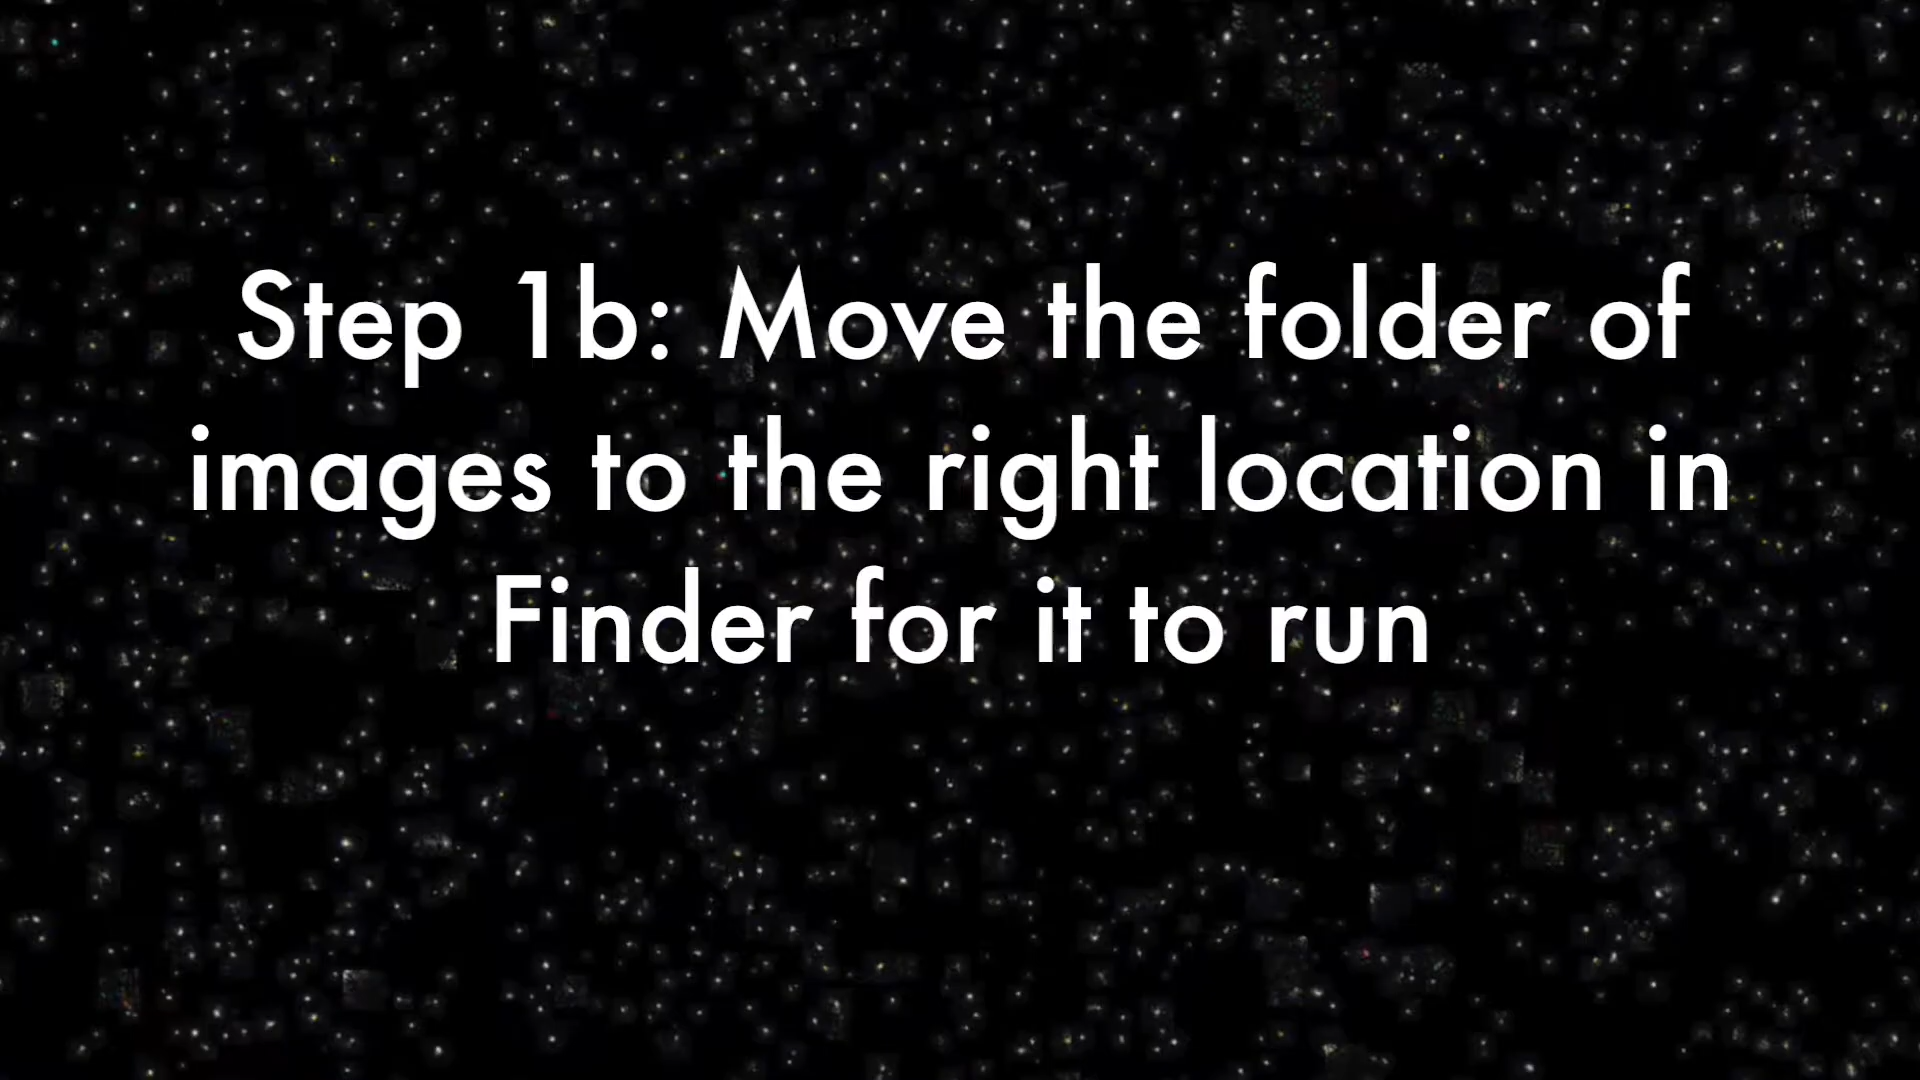 Step 1b: Move the folder of
images to the right location in
Finder for it to run